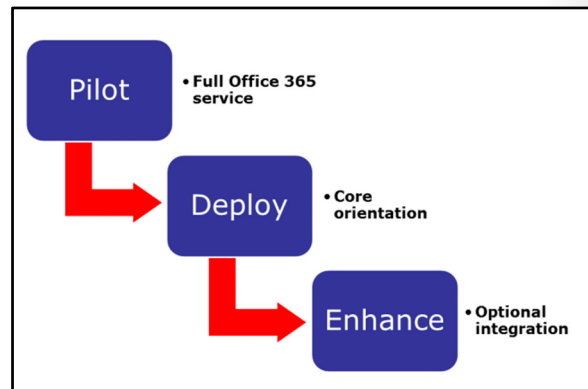 Pilot
• Full Office 365
service
Deploy
• Core
orientation
Enhance
• Optional
integration